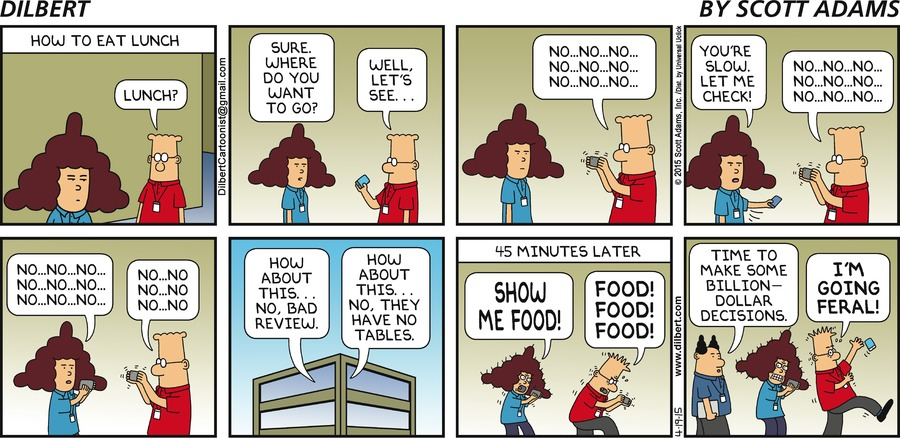 DILBERT
BY SCOTT ADAMS
HOW TO EAT LUNCH
LUNCH?
DilbertCartoonist@gmail.com
SURE.
WHERE
DO YOU
WANT
TO GO?
WELL,
LET'S
SEE...
NO...NO...NO...
NO...NO...NO...
NO...NO...NO...
© 2015 Scott Adams, Inc. /Dist. by Universal Uclick
YOU'RE
SLOW.
LET ME
CHECK!
NO...NO...NO...
NO...NO...NO...
NO...NO...NO...
NO...NO...NO...
NO...NO...NO...
NO...NO...NO...
NO...NO
NO...NO
NO...NO
HOW
ABOUT
THIS...
NO, BAD
REVIEW.
HOW
ABOUT
THIS...
NO, THEY
HAVE NO
TABLES.
45 MINUTES LATER
SHOW
ME FOOD!
FOOD!
FOOD!
FOOD!
4-19-15
www.dilbert.com
TIME TO
MAKE SOME
BILLION-
DOLLAR
DECISIONS.
I'M
GOING
FERAL!